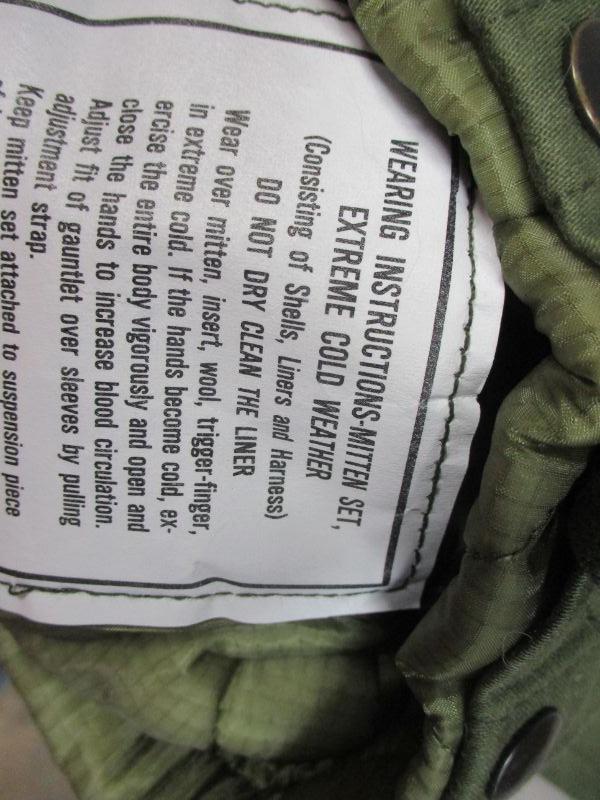 WEARING INSTRUCTIONS-MITTEN SET,
EXTREME COLD WEATHER
(Consisting of Shells, Liners and Harness)
DO NOT DRY CLEAN THE LINER
Wear over mitten, insert, wool, trigger-finger,
in extreme cold. If the hands become cold, ex-
ercise the entire body vigorously and open and
close the hands to increase blood circulation.
Adjust fit of gauntlet over sleeves by pulling
adjustment strap.
Keep mitten set attached to suspension piece